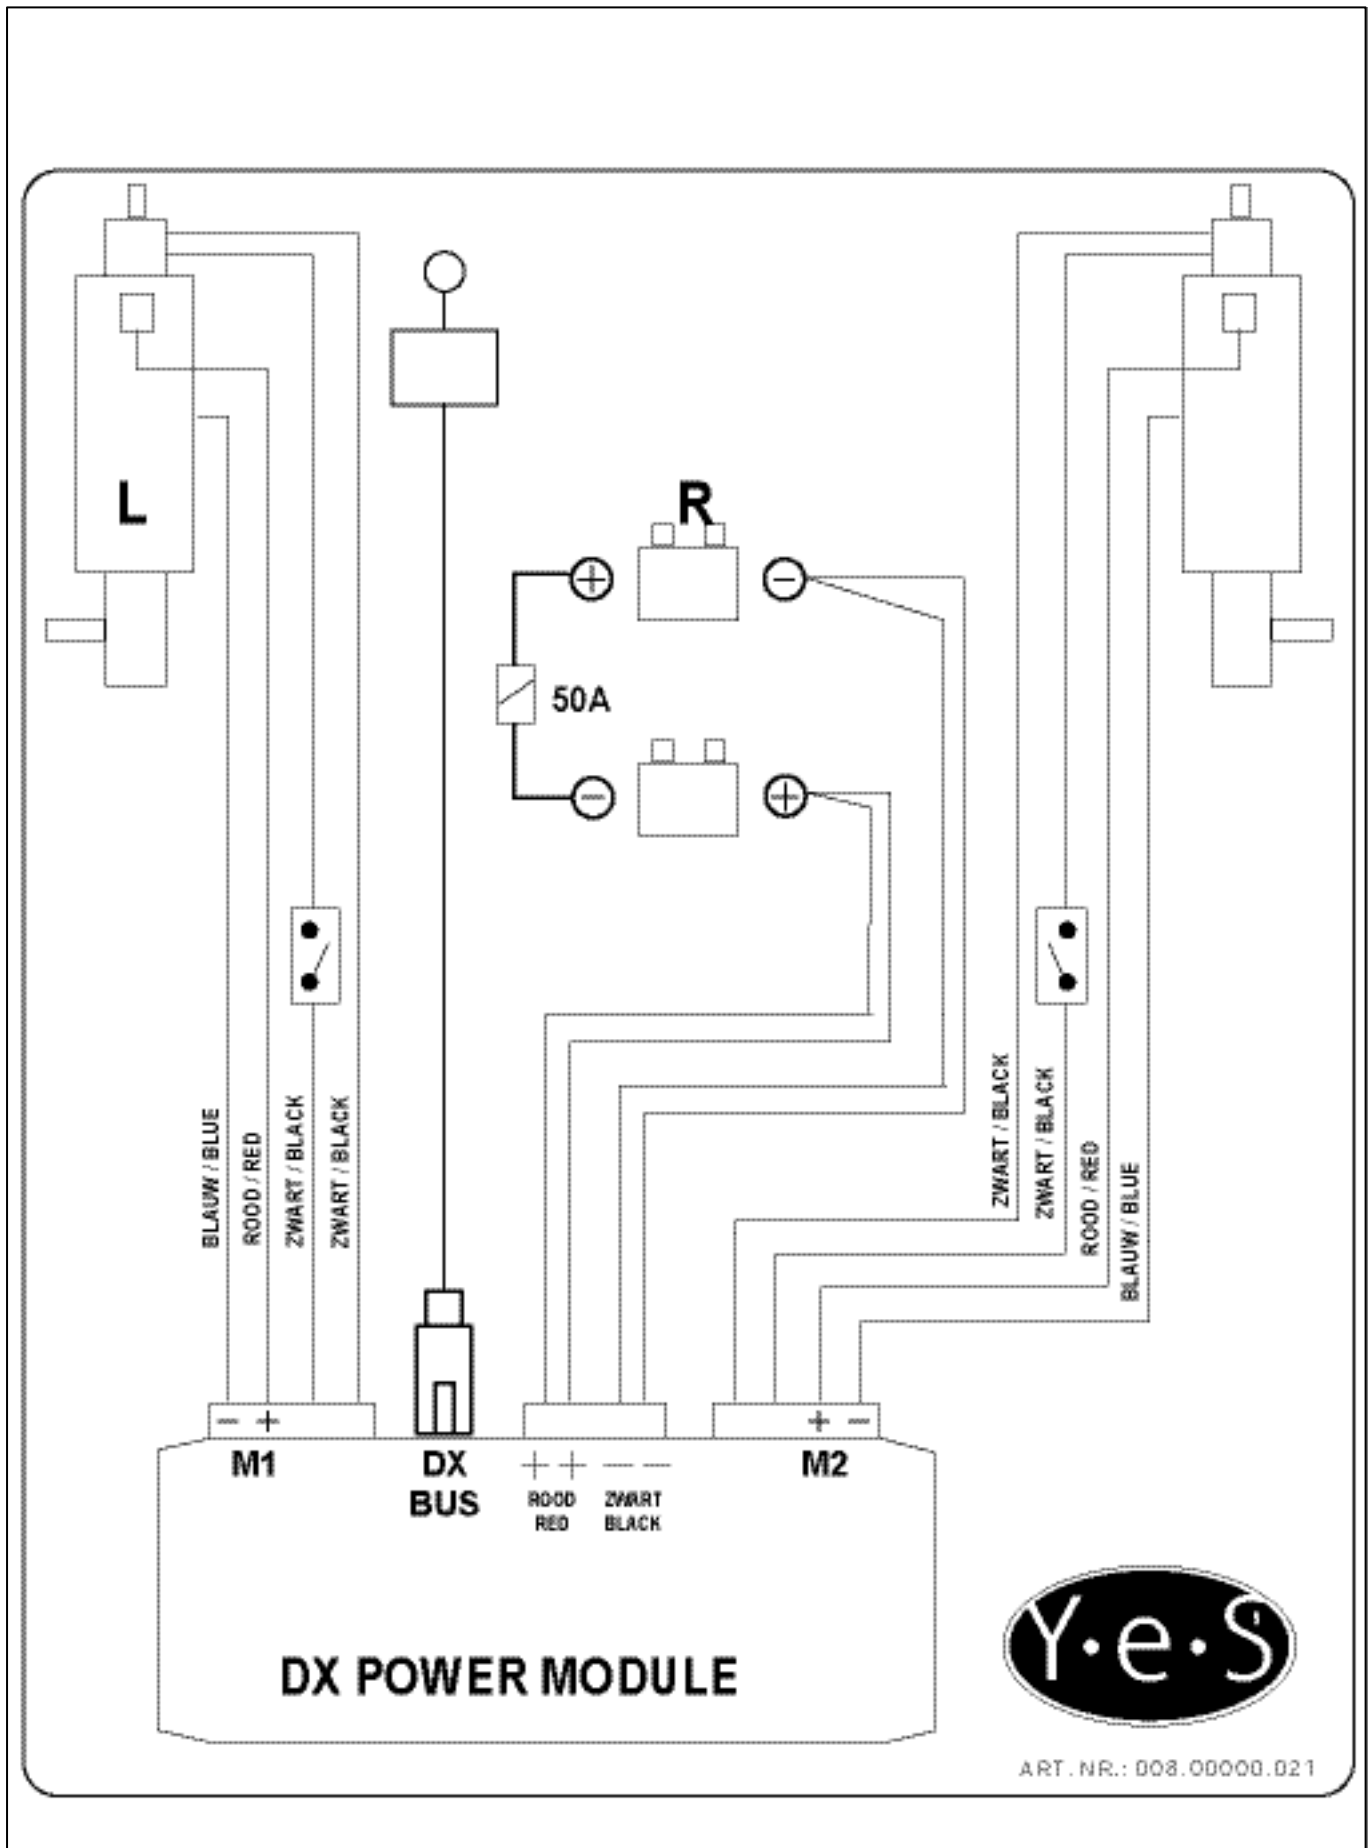 L
R
+
−
50A
−
+
BLAUW / BLUE
ROOD / RED
ZWART / BLACK
ZWART / BLACK
ZWART / BLACK
ZWART / BLACK
ROOD / RED
BLAUW / BLUE
− +
+ −
M1
DX
BUS
+ + − −
ROOD
RED
ZWART
BLACK
M2
DX POWER MODULE
Y·e·S
ART.NR.: 008.00000.021